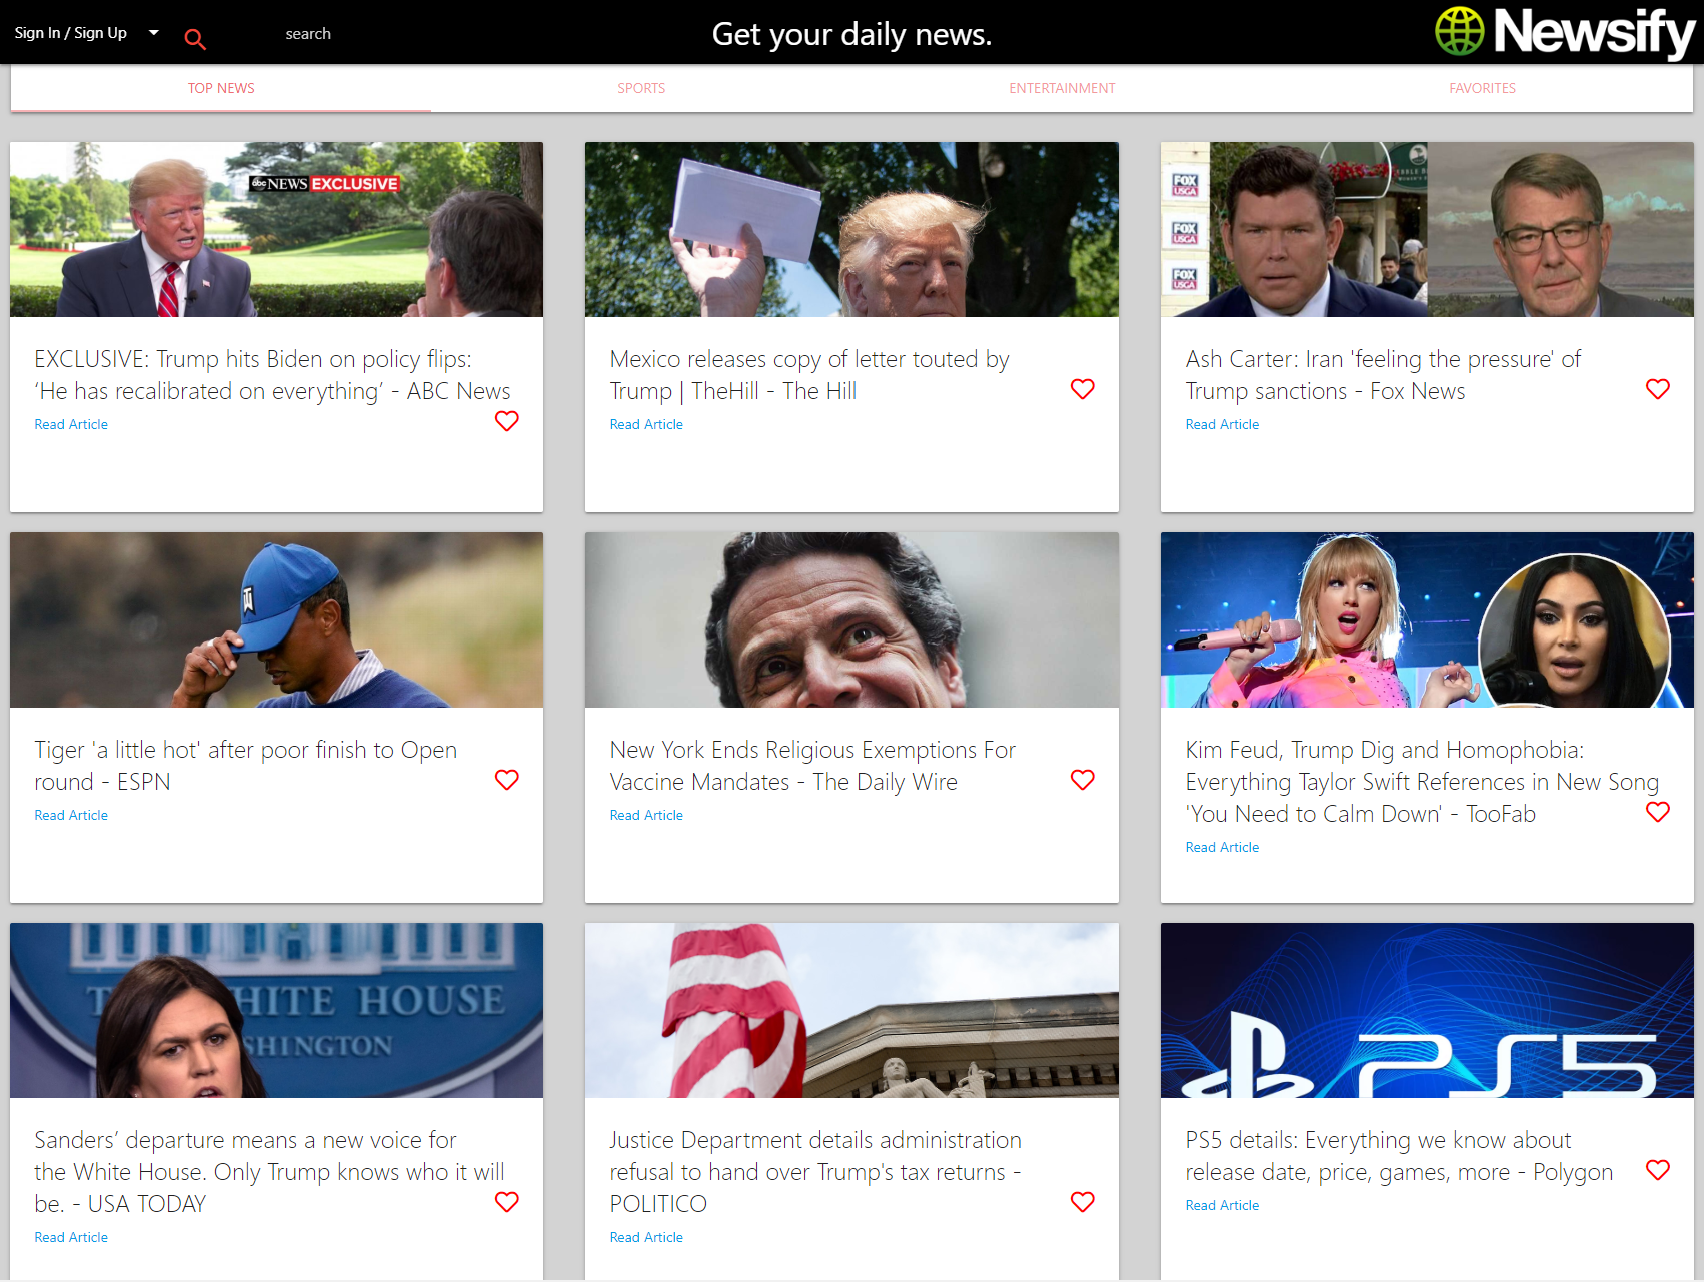 Sign In / Sign Up
search
Get your daily news.
Newsify
TOP NEWS
SPORTS
ENTERTAINMENT
FAVORITES
abc NEWS EXCLUSIVE
FOX
USGA
FOX
USGA
FOX
USGA
EXCLUSIVE: Trump hits Biden on policy flips:
‘He has recalibrated on everything’ - ABC News
Read Article
Mexico releases copy of letter touted by
Trump | TheHill - The Hill
Read Article
Ash Carter: Iran 'feeling the pressure' of
Trump sanctions - Fox News
Read Article
TW
Tiger 'a little hot' after poor finish to Open
round - ESPN
Read Article
New York Ends Religious Exemptions For
Vaccine Mandates - The Daily Wire
Read Article
Kim Feud, Trump Dig and Homophobia:
Everything Taylor Swift References in New Song
'You Need to Calm Down' - TooFab
Read Article
WHITE HOUSE
SHINGTON
PS5
Sanders’ departure means a new voice for
the White House. Only Trump knows who it will
be. - USA TODAY
Read Article
Justice Department details administration
refusal to hand over Trump's tax returns -
POLITICO
Read Article
PS5 details: Everything we know about
release date, price, games, more - Polygon
Read Article